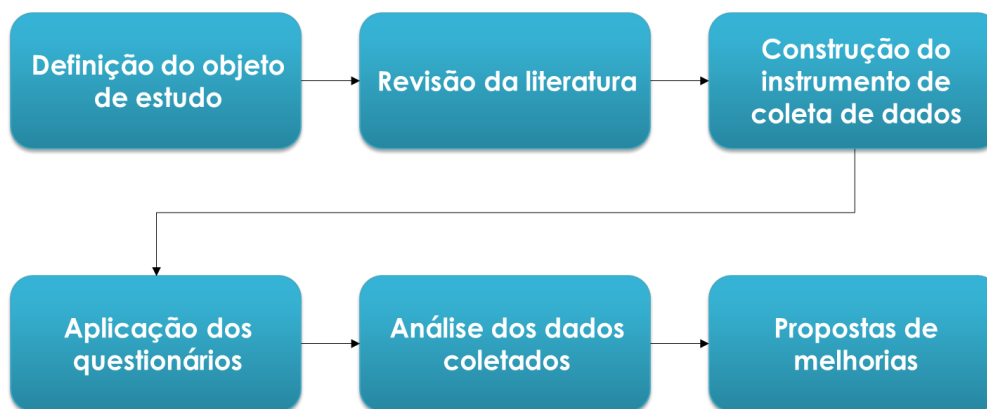 Definição do objeto
de estudo
Revisão da literatura
Construção do
instrumento de
coleta de dados
Aplicação dos
questionários
Análise dos dados
coletados
Propostas de
melhorias